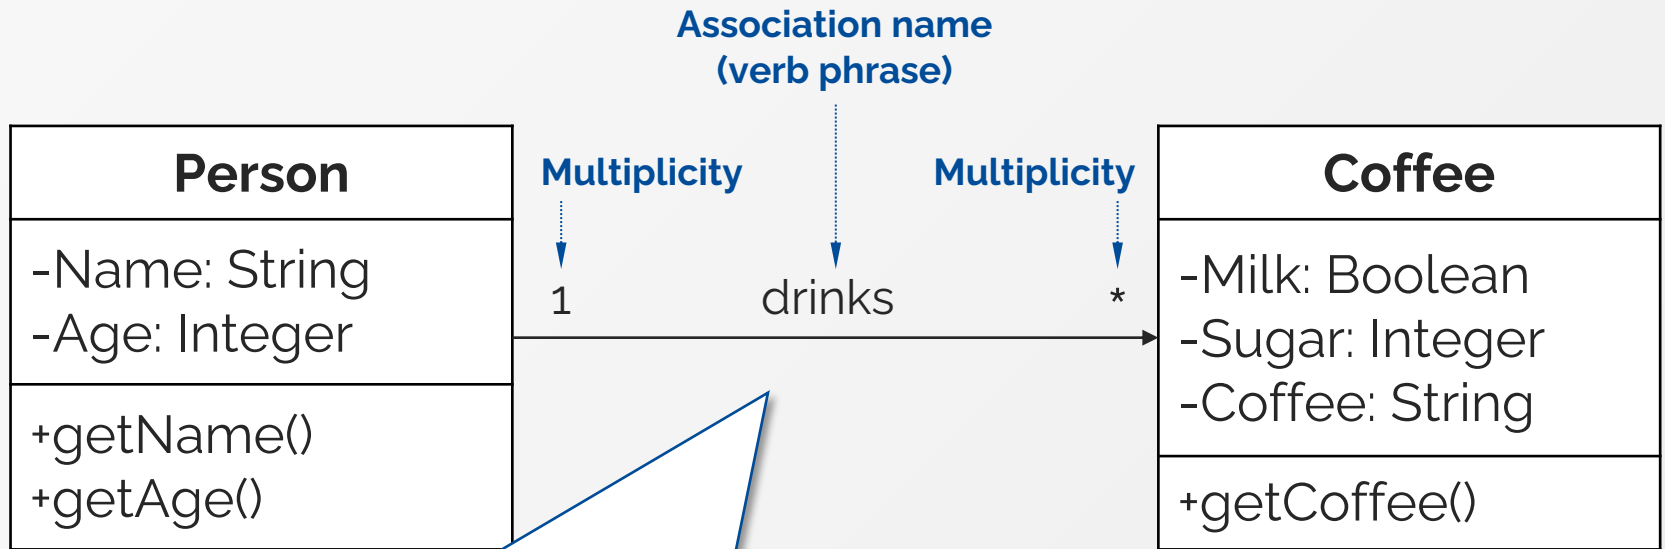 Association name
(verb phrase)
Person
Multiplicity
Multiplicity
Coffee
-Name: String
-Age: Integer
1
drinks
*
-Milk: Boolean
-Sugar: Integer
-Coffee: String
+getName()
+getAge()
+getCoffee()